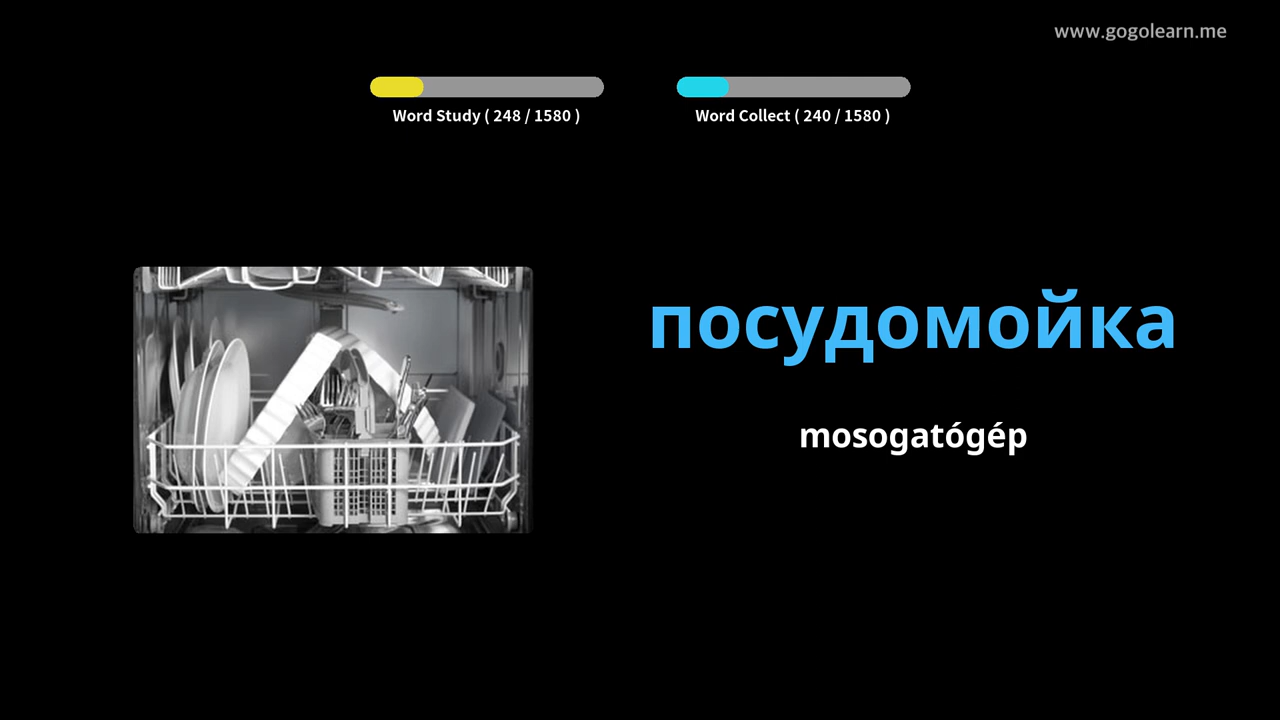 www.gogolearn.me
Word Study ( 248 / 1580 )
Word Collect ( 240 / 1580 )
посудомойка
mosogatógép